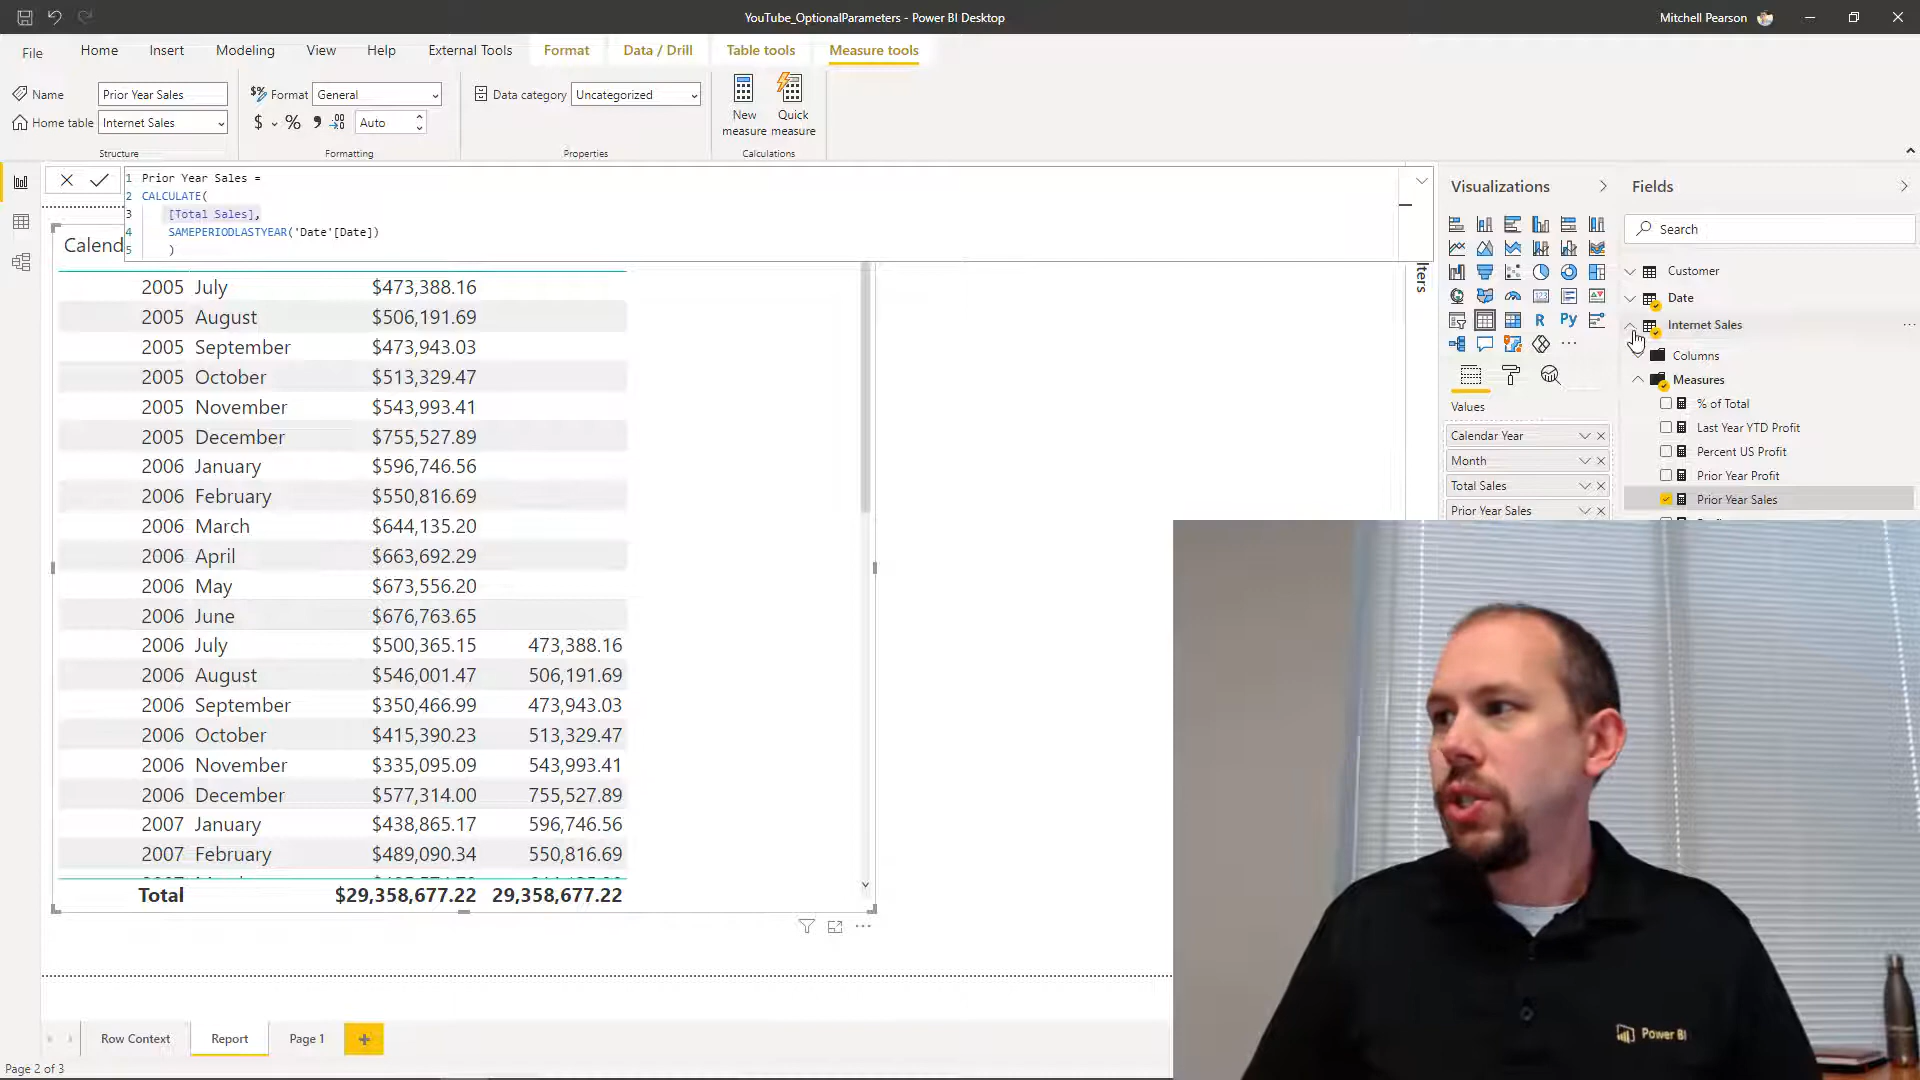 YouTube_OptionalParameters - Power BI Desktop
Mitchell Pearson
File Home Insert Modeling View Help External Tools Format Data / Drill Table tools Measure tools
Name Prior Year Sales
Home table Internet Sales
Structure
Format General
$ % Auto
Formatting
Data category Uncategorized
Properties
New measure
Quick measure
Calculations
1 Prior Year Sales =
2 CALCULATE(
3 [Total Sales],
4 SAMEPERIODLASTYEAR('Date'[Date])
5 )
Calend
2005 July $473,388.16
2005 August $506,191.69
2005 September $473,943.03
2005 October $513,329.47
2005 November $543,993.41
2005 December $755,527.89
2006 January $596,746.56
2006 February $550,816.69
2006 March $644,135.20
2006 April $663,692.29
2006 May $673,556.20
2006 June $676,763.65
2006 July $500,365.15 473,388.16
2006 August $546,001.47 506,191.69
2006 September $350,466.99 473,943.03
2006 October $415,390.23 513,329.47
2006 November $335,095.09 543,993.41
2006 December $577,314.00 755,527.89
2007 January $438,865.17 596,746.56
2007 February $489,090.34 550,816.69
Total $29,358,677.22 29,358,677.22
lters
Visualizations
R Py
Values
Calendar Year
Month
Total Sales
Prior Year Sales
Fields
Search
Customer
Date
Internet Sales
Columns
Measures
% of Total
Last Year YTD Profit
Percent US Profit
Prior Year Profit
Prior Year Sales
Power BI
Row Context Report Page 1 +
Page 2 of 3